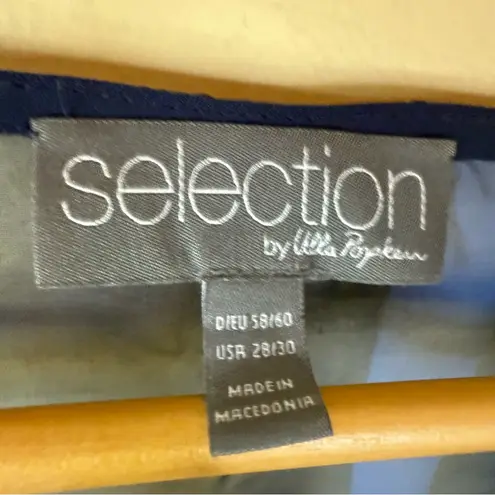 selection
by Ulla Popken
D/EU 58/60
USA 28/30
MADE IN
MACEDONIA